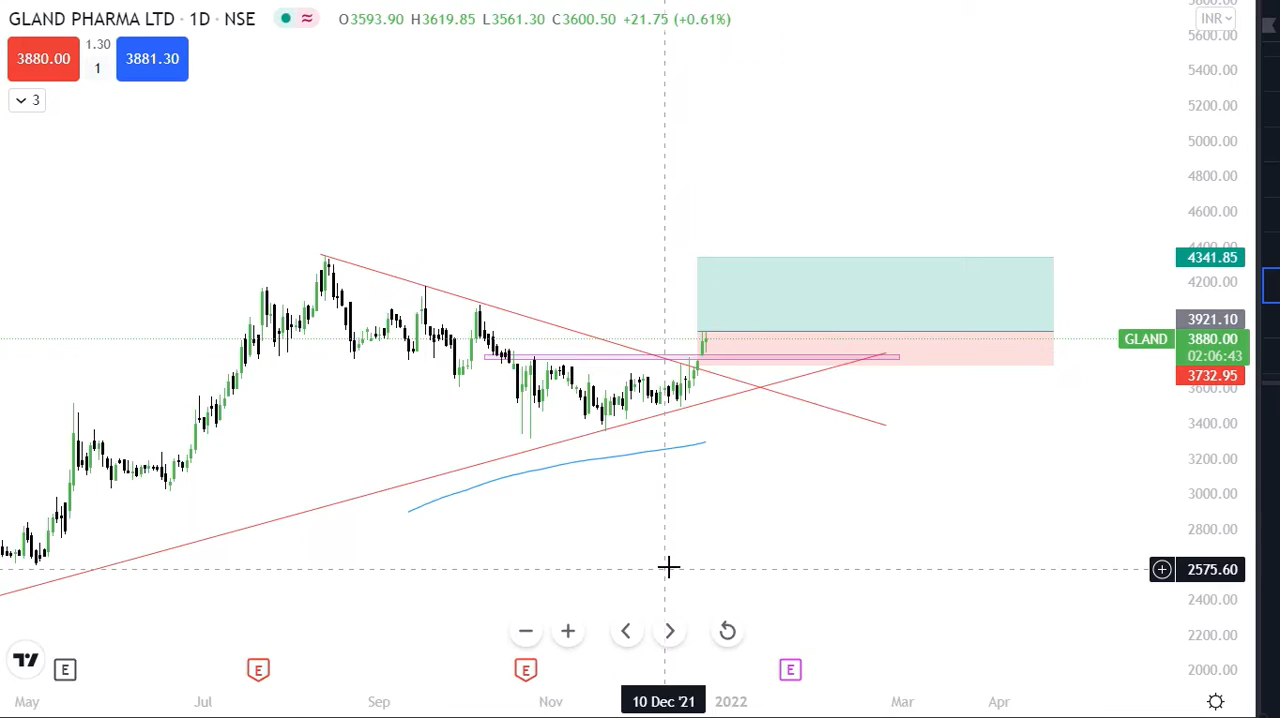 GLAND PHARMA LTD · 1D · NSE
O3593.90 H3619.85 L3561.30 C3600.50 +21.75 (+0.61%)
INR
3880.00
1.30
1
3881.30
3
5600.00
5400.00
5200.00
5000.00
4800.00
4600.00
4400.00
4341.85
4200.00
3921.10
GLAND 3880.00
02:06:43
3732.95
3600.00
3400.00
3200.00
3000.00
2800.00
2575.60
2400.00
2200.00
2000.00
E
E
E
E
May Jul Sep Nov 10 Dec '21 2022 Mar Apr